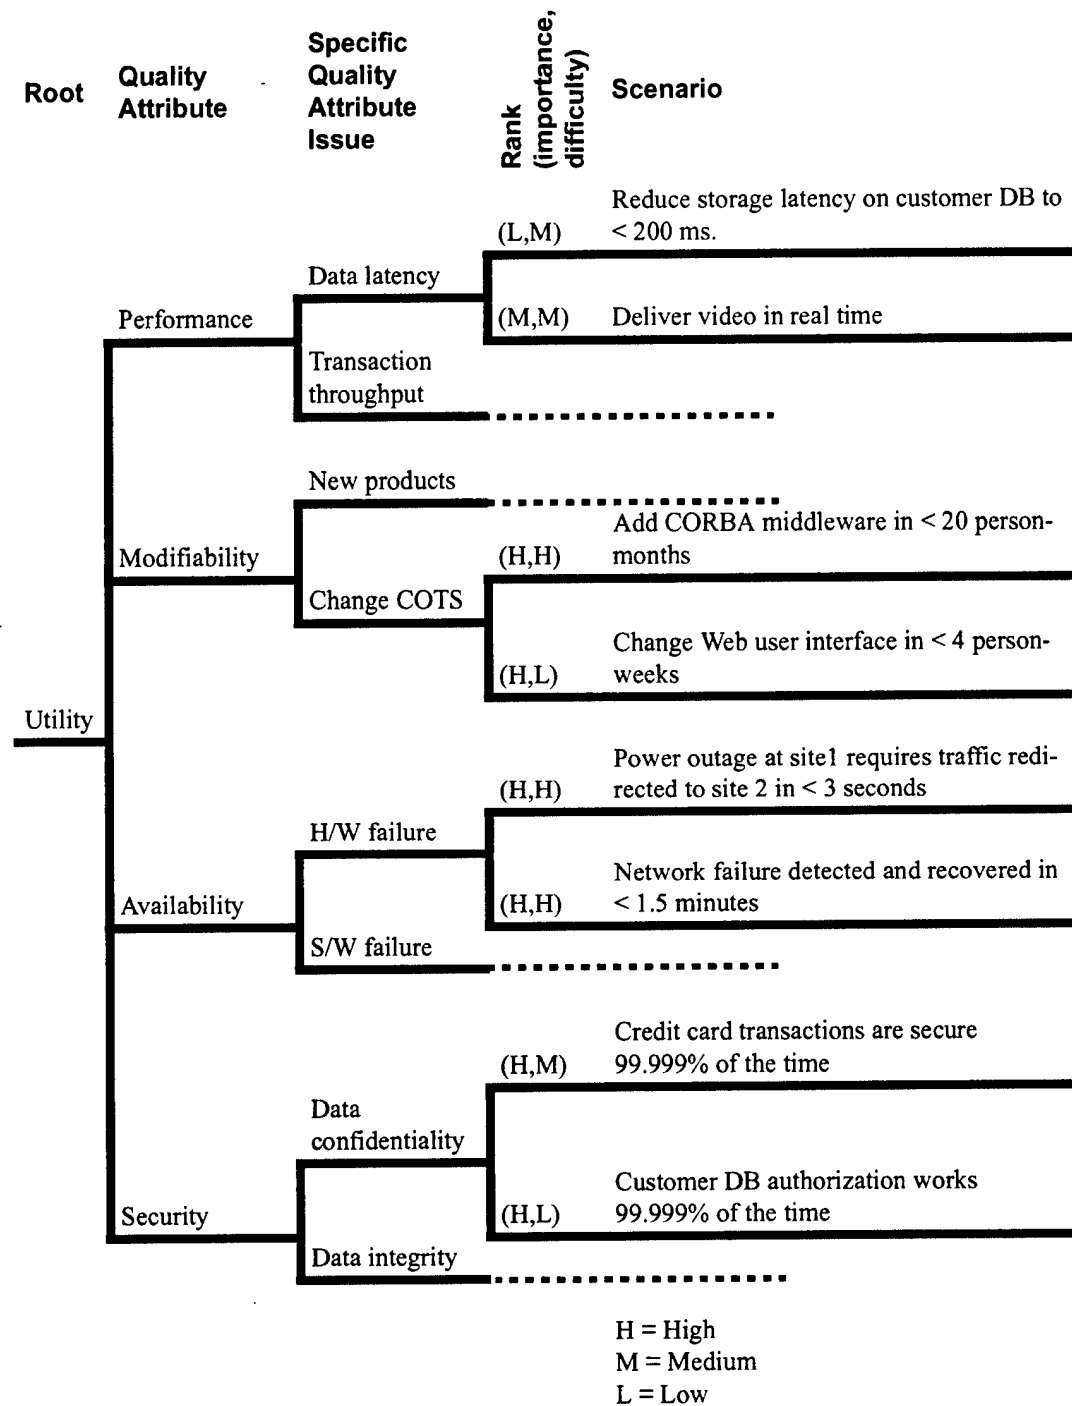 Root
Quality
Attribute
Specific
Quality
Attribute
Issue
Rank
(importance,
difficulty)
Scenario
Reduce storage latency on customer DB to
(L,M) < 200 ms.
Data latency
Performance
(M,M) Deliver video in real time
Transaction
throughput
New products
Add CORBA middleware in < 20 person-
(H,H) months
Modifiability
Change COTS
Change Web user interface in < 4 person-
(H,L) weeks
Utility
Power outage at site1 requires traffic redi-
(H,H) rected to site 2 in < 3 seconds
H/W failure
Network failure detected and recovered in
(H,H) < 1.5 minutes
Availability
S/W failure
Credit card transactions are secure
(H,M) 99.999% of the time
Data
confidentiality
Customer DB authorization works
(H,L) 99.999% of the time
Security
Data integrity
H = High
M = Medium
L = Low